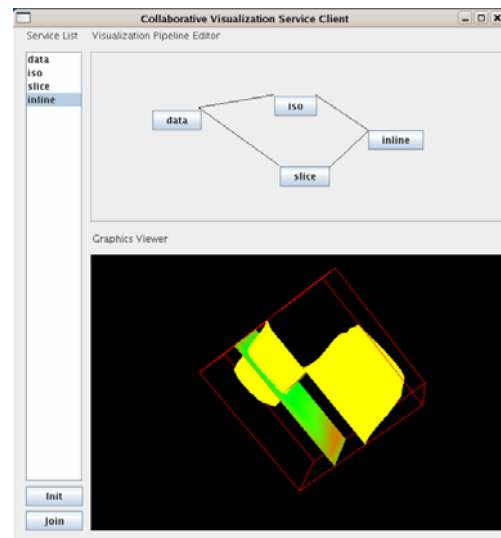 Collaborative Visualization Service Client
Service List Visualization Pipeline Editor
data
iso
slice
inline
data
iso
inline
slice
Graphics Viewer
Init
Join